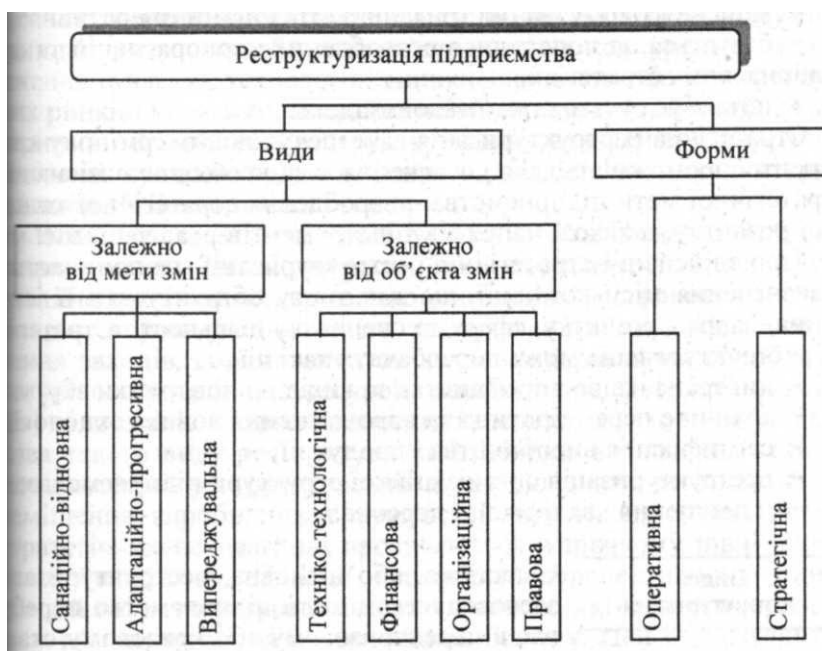 Реструктуризація підприємства
Види
Форми
Залежно
від мети змін
Залежно
від об’єкта змін
Санаційно-відновна
Адаптаційно-прогресивна
Випереджувальна
Техніко-технологічна
Фінансова
Оргізаційна
Правова
Оперативна
Стратегічна